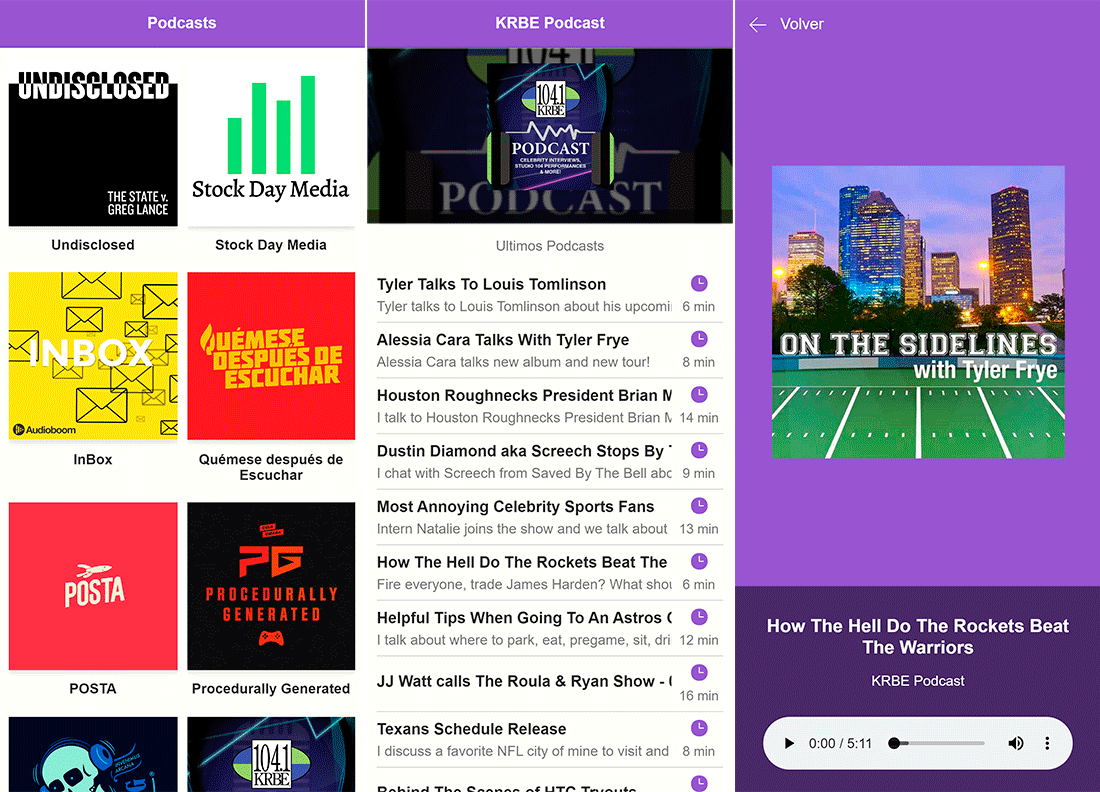 Podcasts
UNDISCLOSED
THE STATE v.
GREG LANCE
Undisclosed
Stock Day Media
Stock Day Media
INBOX
Audioboom
InBox
QUÉMESE
DESPUÉS DE
ESCUCHAR
Quémese después de
Escuchar
POSTA
POSTA
PG
PROCEDURALLY
GENERATED
Procedurally Generated
104.1
KRBE
KRBE Podcast
104.1
104.1
KRBE
PODCAST
CELEBRITY INTERVIEWS,
STUDIO 104 PERFORMANCES
& MORE!
PODCAST
Ultimos Podcasts
Tyler Talks To Louis Tomlinson
Tyler talks to Louis Tomlinson about his upcomin
6 min
Alessia Cara Talks With Tyler Frye
Alessia Cara talks new album and new tour!
8 min
Houston Roughnecks President Brian M
I talk to Houston Roughnecks President Brian M
14 min
Dustin Diamond aka Screech Stops By T
I chat with Screech from Saved By The Bell abo
9 min
Most Annoying Celebrity Sports Fans
Intern Natalie joins the show and we talk about
13 min
How The Hell Do The Rockets Beat The
Fire everyone, trade James Harden? What shou
6 min
Helpful Tips When Going To An Astros G
I talk about where to park, eat, pregame, sit, dri
12 min
JJ Watt calls The Roula & Ryan Show - 
16 min
Texans Schedule Release
I discuss a favorite NFL city of mine to visit and
8 min
Behind The Scenes of HTC Tryouts
Volver
ON THE SIDELINES
with Tyler Frye
How The Hell Do The Rockets Beat
The Warriors
KRBE Podcast
0:00 / 5:11